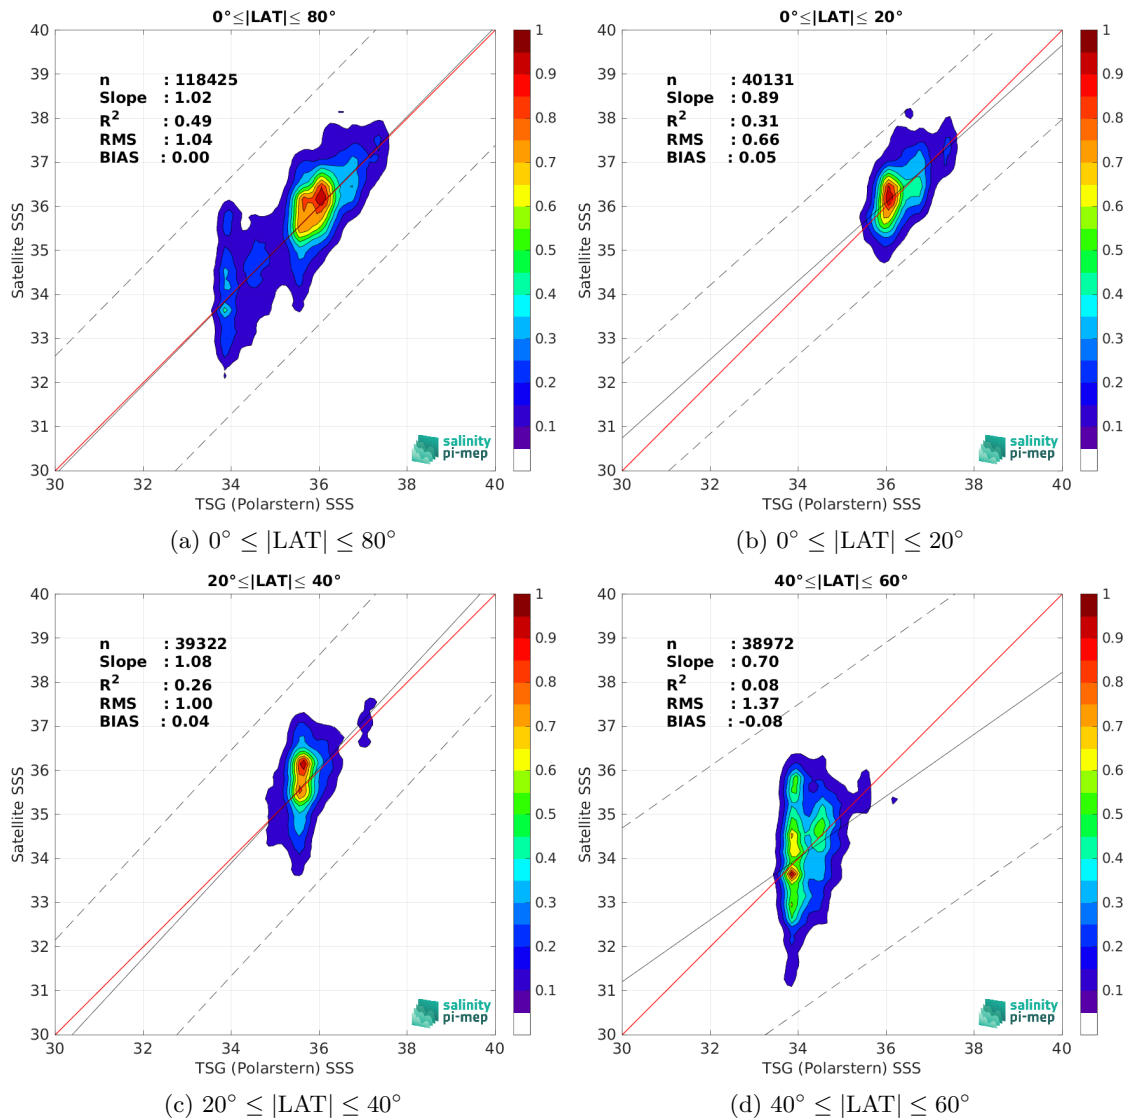 0°≤|LAT|≤ 80°
40
39
38
37
36
35
34
33
32
31
30
Satellite SSS
n : 118425
Slope : 1.02
R² : 0.49
RMS : 1.04
BIAS : 0.00
salinity
pi-mep
30 32 34 36 38 40
TSG (Polarstern) SSS
1
0.9
0.8
0.7
0.6
0.5
0.4
0.3
0.2
0.1
(a) 0° ≤ |LAT| ≤ 80°
0°≤|LAT|≤ 20°
40
39
38
37
36
35
34
33
32
31
30
Satellite SSS
n : 40131
Slope : 0.89
R² : 0.31
RMS : 0.66
BIAS : 0.05
salinity
pi-mep
30 32 34 36 38 40
TSG (Polarstern) SSS
1
0.9
0.8
0.7
0.6
0.5
0.4
0.3
0.2
0.1
(b) 0° ≤ |LAT| ≤ 20°
20°≤|LAT|≤ 40°
40
39
38
37
36
35
34
33
32
31
30
Satellite SSS
n : 39322
Slope : 1.08
R² : 0.26
RMS : 1.00
BIAS : 0.04
salinity
pi-mep
30 32 34 36 38 40
TSG (Polarstern) SSS
1
0.9
0.8
0.7
0.6
0.5
0.4
0.3
0.2
0.1
(c) 20° ≤ |LAT| ≤ 40°
40°≤|LAT|≤ 60°
40
39
38
37
36
35
34
33
32
31
30
Satellite SSS
n : 38972
Slope : 0.70
R² : 0.08
RMS : 1.37
BIAS : -0.08
salinity
pi-mep
30 32 34 36 38 40
TSG (Polarstern) SSS
1
0.9
0.8
0.7
0.6
0.5
0.4
0.3
0.2
0.1
(d) 40° ≤ |LAT| ≤ 60°